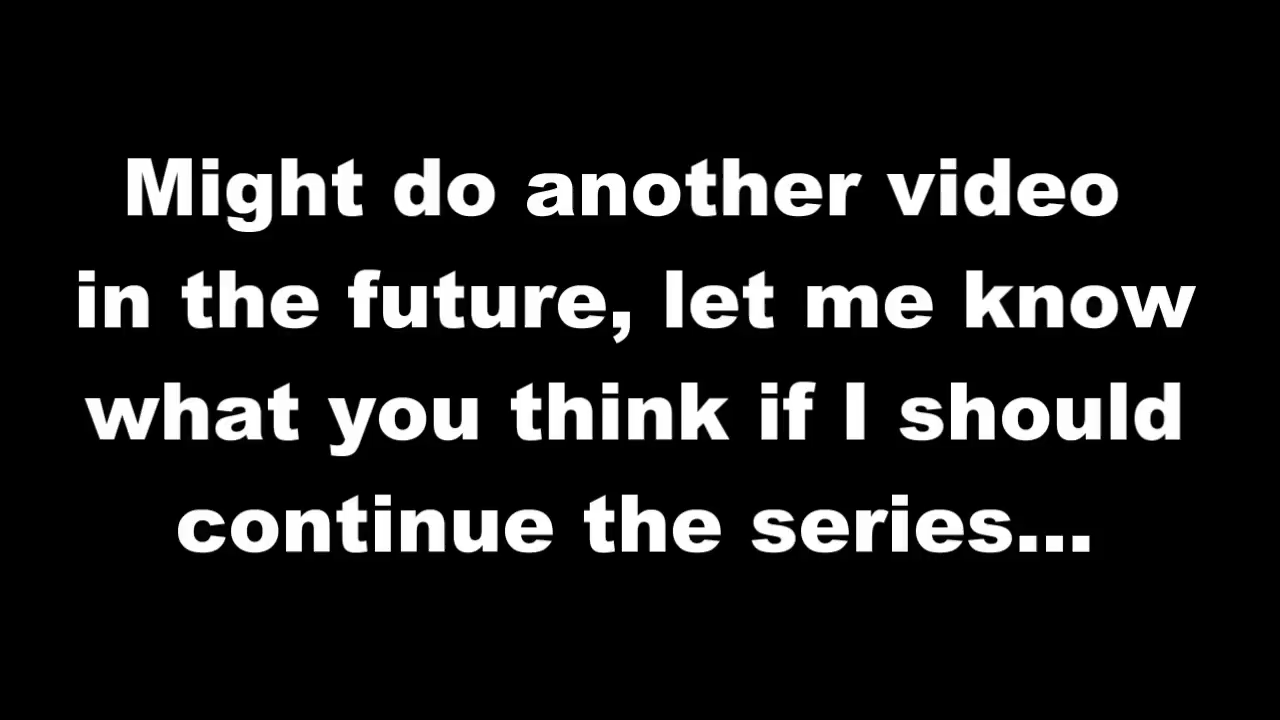 Might do another video
in the future, let me know
what you think if I should
continue the series...